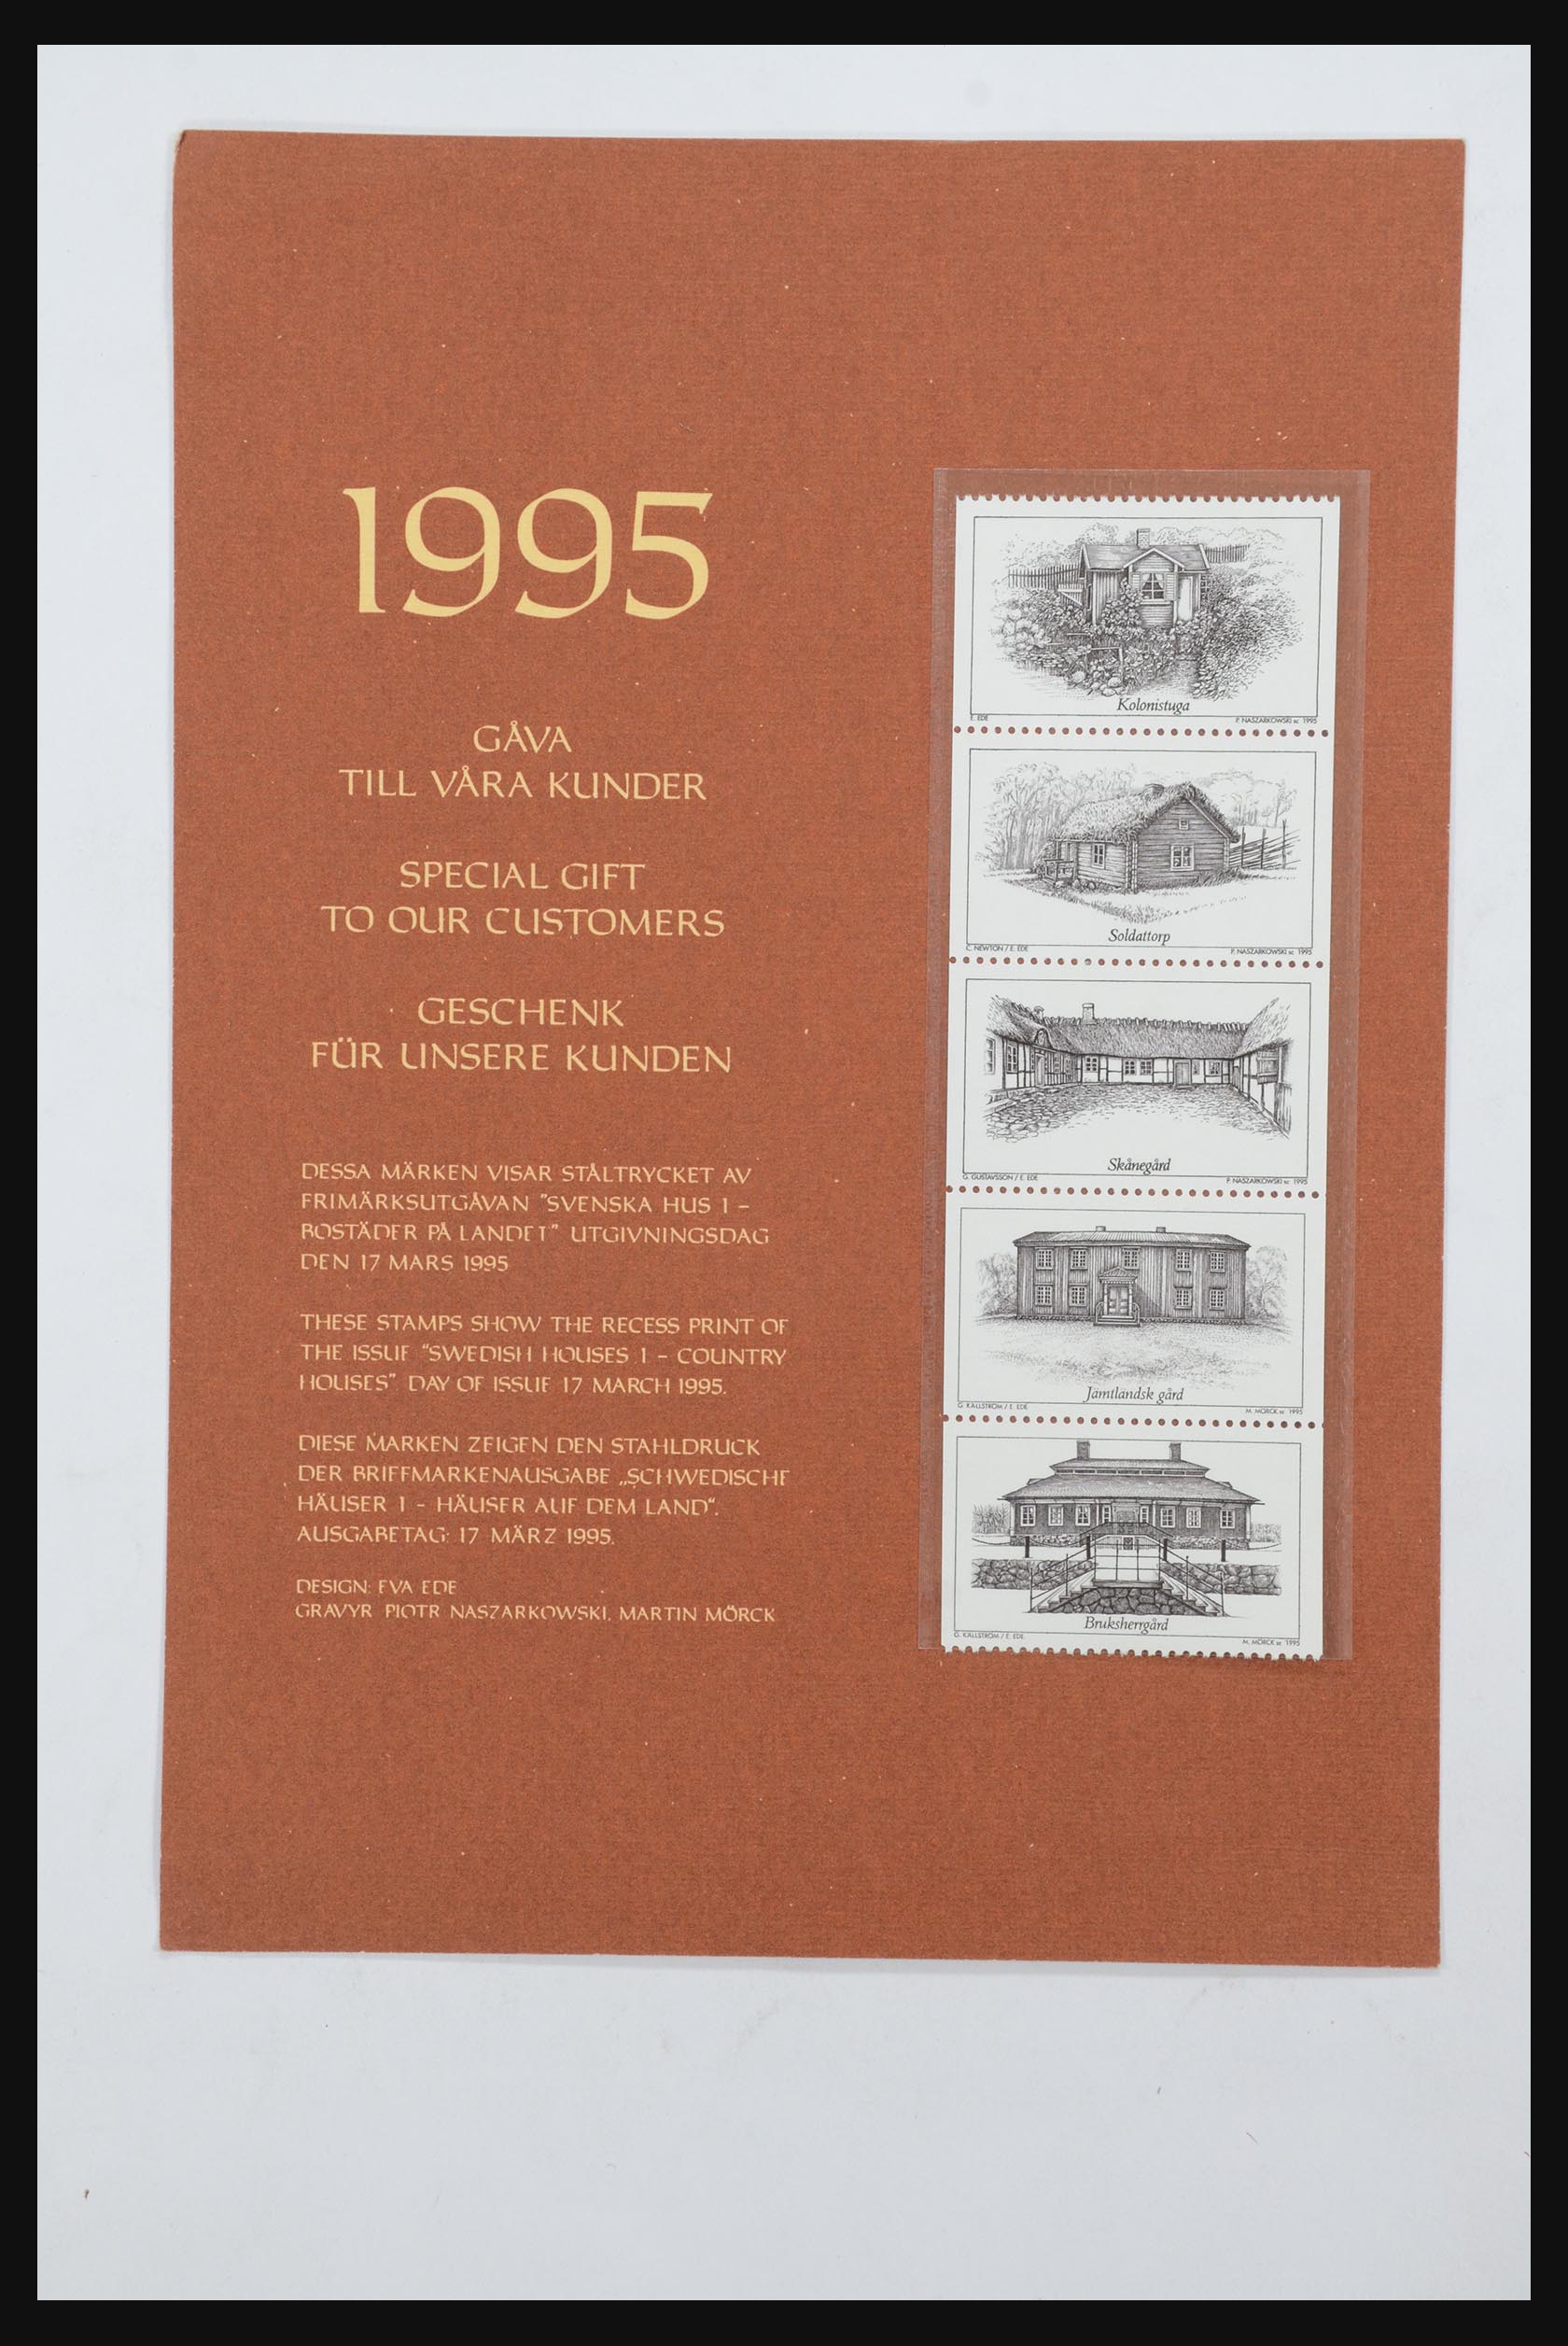 1995
GÅVA
TILL VÅRA KUNDER
SPECIAL GIFT
TO OUR CUSTOMERS
GESCHENK
FÜR UNSERE KUNDEN
DESSA MÄRKEN VISAR STÅLTRYCKET AV
FRIMÄRKSUTGÅVAN "SVENSKA HUS 1 –
BOSTÄDER PÅ LANDET" UTGIVNINGSDAG
DEN 17 MARS 1995
THESE STAMPS SHOW THE RECESS PRINT OF
THE ISSUE "SWEDISH HOUSES 1 – COUNTRY
HOUSES". DAY OF ISSUE 17 MARCH 1995.
DIESE MARKEN ZEIGEN DEN STAHLDRUCK
DER BRIEFMARKENAUSGABE „SCHWEDISCHE
HÄUSER 1 – HÄUSER AUF DEM LAND“.
AUSGABETAG: 17 MÄRZ 1995.
DESIGN: EVA EDE
GRAVYR PIOTR NASZARKOWSKI, MARTIN MÖRCK
Kolonistuga
E. EDE P. NASZARKOWSKI sc 1995
Soldattorp
C. NEWTON / E. EDE P. NASZARKOWSKI sc 1995
Skånegård
G. GUSTAVSSON / E. EDE P. NASZARKOWSKI sc 1995
Jämtländsk gård
G. KÄLLSTRÖM / E. EDE M. MÖRCK sc 1995
Bruksherrgård
G. KÄLLSTRÖM / E. EDE M. MÖRCK sc 1995